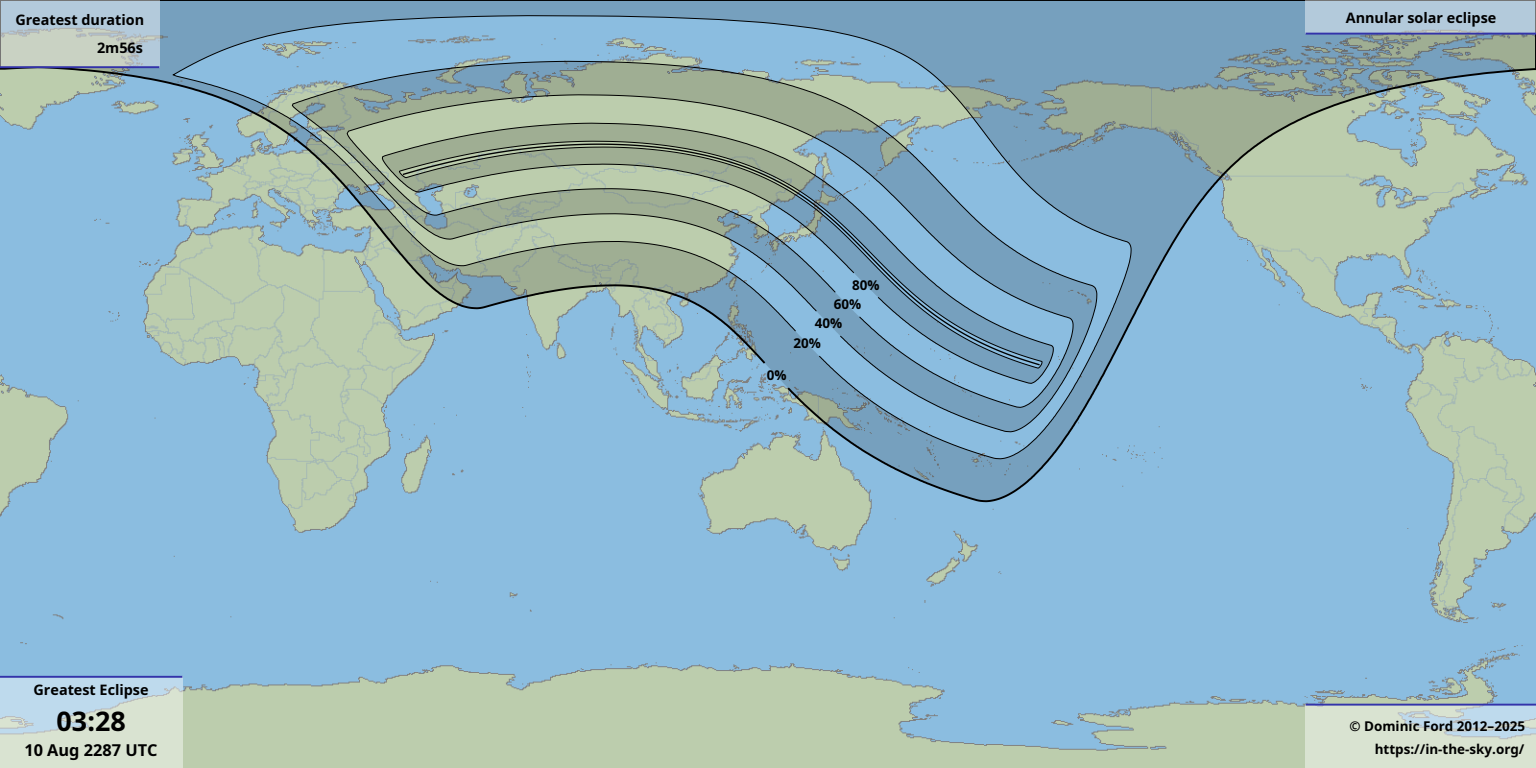 Greatest duration
2m56s
Annular solar eclipse
80%
60%
40%
20%
0%
Greatest Eclipse
03:28
10 Aug 2287 UTC
© Dominic Ford 2012–2025
https://in-the-sky.org/